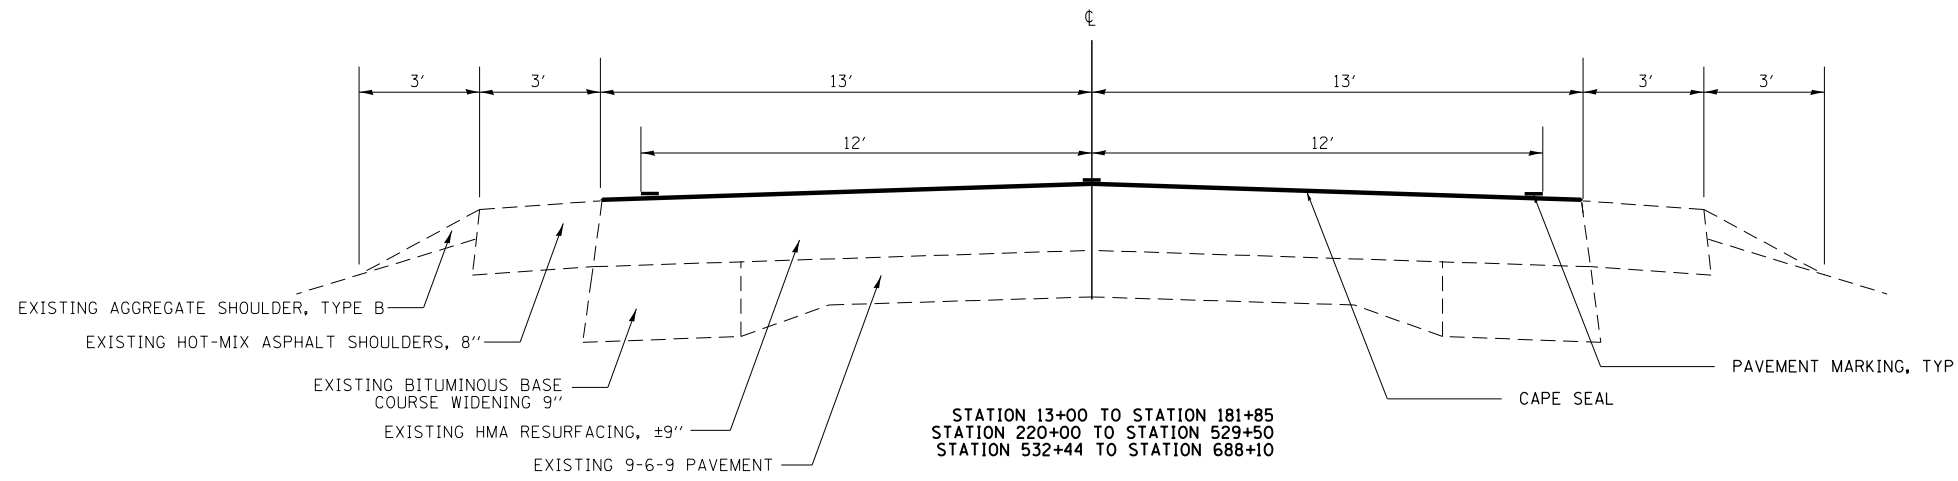 ℄
3' 3' 13' 13' 3' 3'
12' 12'
EXISTING AGGREGATE SHOULDER, TYPE B
EXISTING HOT-MIX ASPHALT SHOULDERS, 8"
EXISTING BITUMINOUS BASE
COURSE WIDENING 9"
EXISTING HMA RESURFACING, ±9"
EXISTING 9-6-9 PAVEMENT
PAVEMENT MARKING, TYP
CAPE SEAL
STATION 13+00 TO STATION 181+85
STATION 220+00 TO STATION 529+50
STATION 532+44 TO STATION 688+10